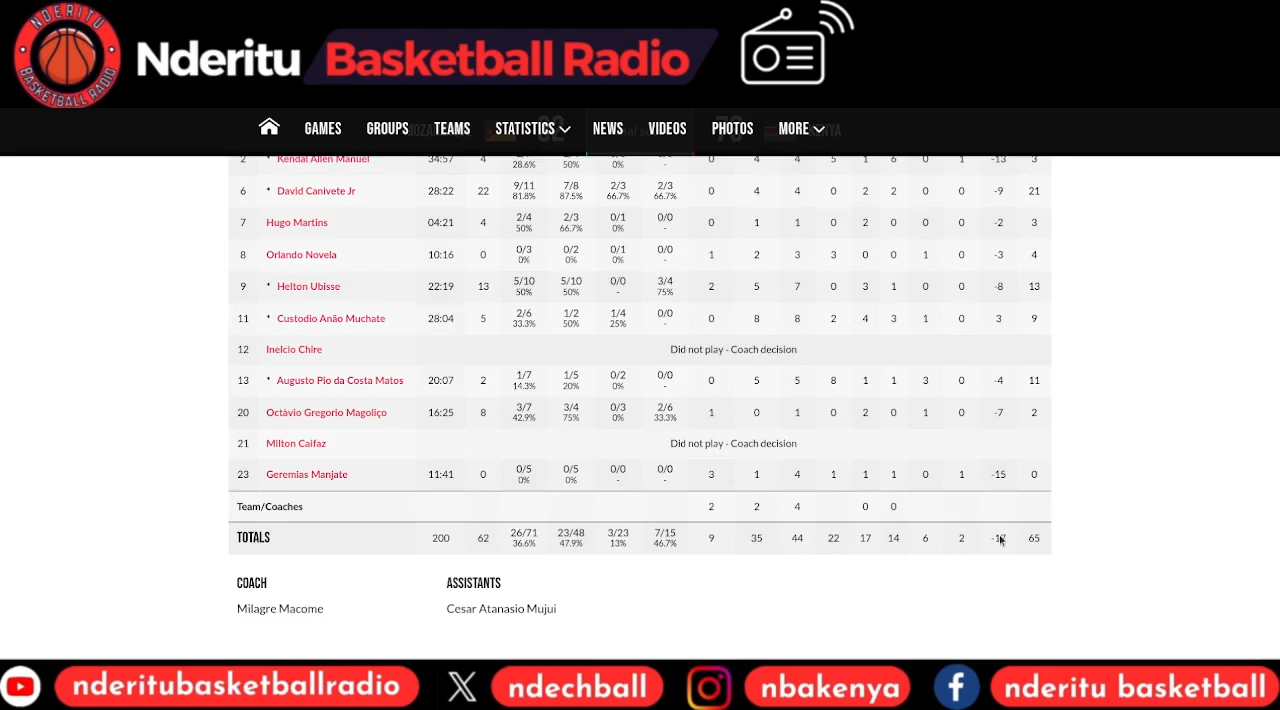 NDERITU
BASKETBALL RADIO
Nderitu Basketball Radio
GAMES GROUPS TEAMS STATISTICS NEWS VIDEOS PHOTOS MORE
2 * Kendal Allen Manuel 34:57 4 28.6% 50% 0% - 0 4 4 5 1 6 0 1 -13 3
6 * David Canivete Jr 28:22 22 9/11 81.8% 7/8 87.5% 2/3 66.7% 2/3 66.7% 0 4 4 0 2 2 0 0 -9 21
7 Hugo Martins 04:21 4 2/4 50% 2/3 66.7% 0/1 0% 0/0 - 0 1 1 0 2 0 0 0 -2 3
8 Orlando Novela 10:16 0 0/3 0% 0/2 0% 0/1 0% 0/0 - 1 2 3 3 0 0 1 0 -3 4
9 * Helton Ubisse 22:19 13 5/10 50% 5/10 50% 0/0 - 3/4 75% 2 5 7 0 3 1 0 0 -8 13
11 * Custodio Anão Muchate 28:04 5 2/6 33.3% 1/2 50% 1/4 25% 0/0 - 0 8 8 2 4 3 1 0 3 9
12 Inelcio Chire Did not play - Coach decision
13 * Augusto Pio da Costa Matos 20:07 2 1/7 14.3% 1/5 20% 0/2 0% 0/0 - 0 5 5 8 1 1 3 0 -4 11
20 Octàvio Gregorio Magoliço 16:25 8 3/7 42.9% 3/4 75% 0/3 0% 2/6 33.3% 1 0 1 0 2 0 1 0 -7 2
21 Milton Caifaz Did not play - Coach decision
23 Geremias Manjate 11:41 0 0/5 0% 0/5 0% 0/0 - 0/0 - 3 1 4 1 1 1 0 1 -15 0
Team/Coaches 2 2 4 0 0
TOTALS 200 62 26/71 36.6% 23/48 47.9% 3/23 13% 7/15 46.7% 9 35 44 22 17 14 6 2 65
COACH ASSISTANTS
Milagre Macome Cesar Atanasio Mujui
nderitubasketballradio ndechball nbakenya nderitu basketball